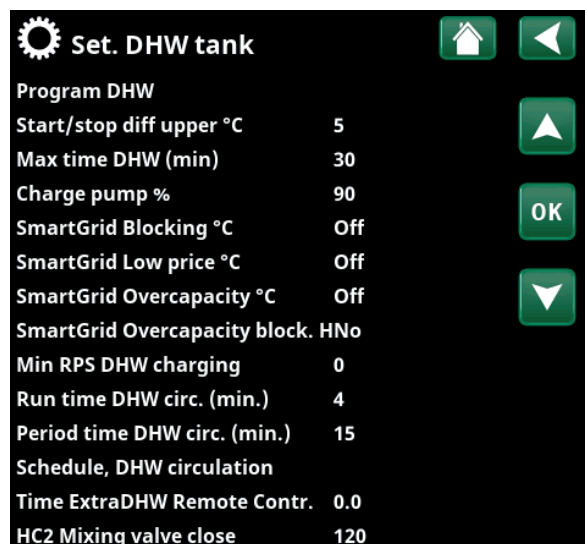 Set. DHW tank
Program DHW
Start/stop diff upper °C 5
Max time DHW (min) 30
Charge pump % 90
OK
SmartGrid Blocking °C Off
SmartGrid Low price °C Off
SmartGrid Overcapacity °C Off
SmartGrid Overcapacity block. HNo
Min RPS DHW charging 0
Run time DHW circ. (min.) 4
Period time DHW circ. (min.) 15
Schedule, DHW circulation
Time ExtraDHW Remote Contr. 0.0
HC2 Mixing valve close 120